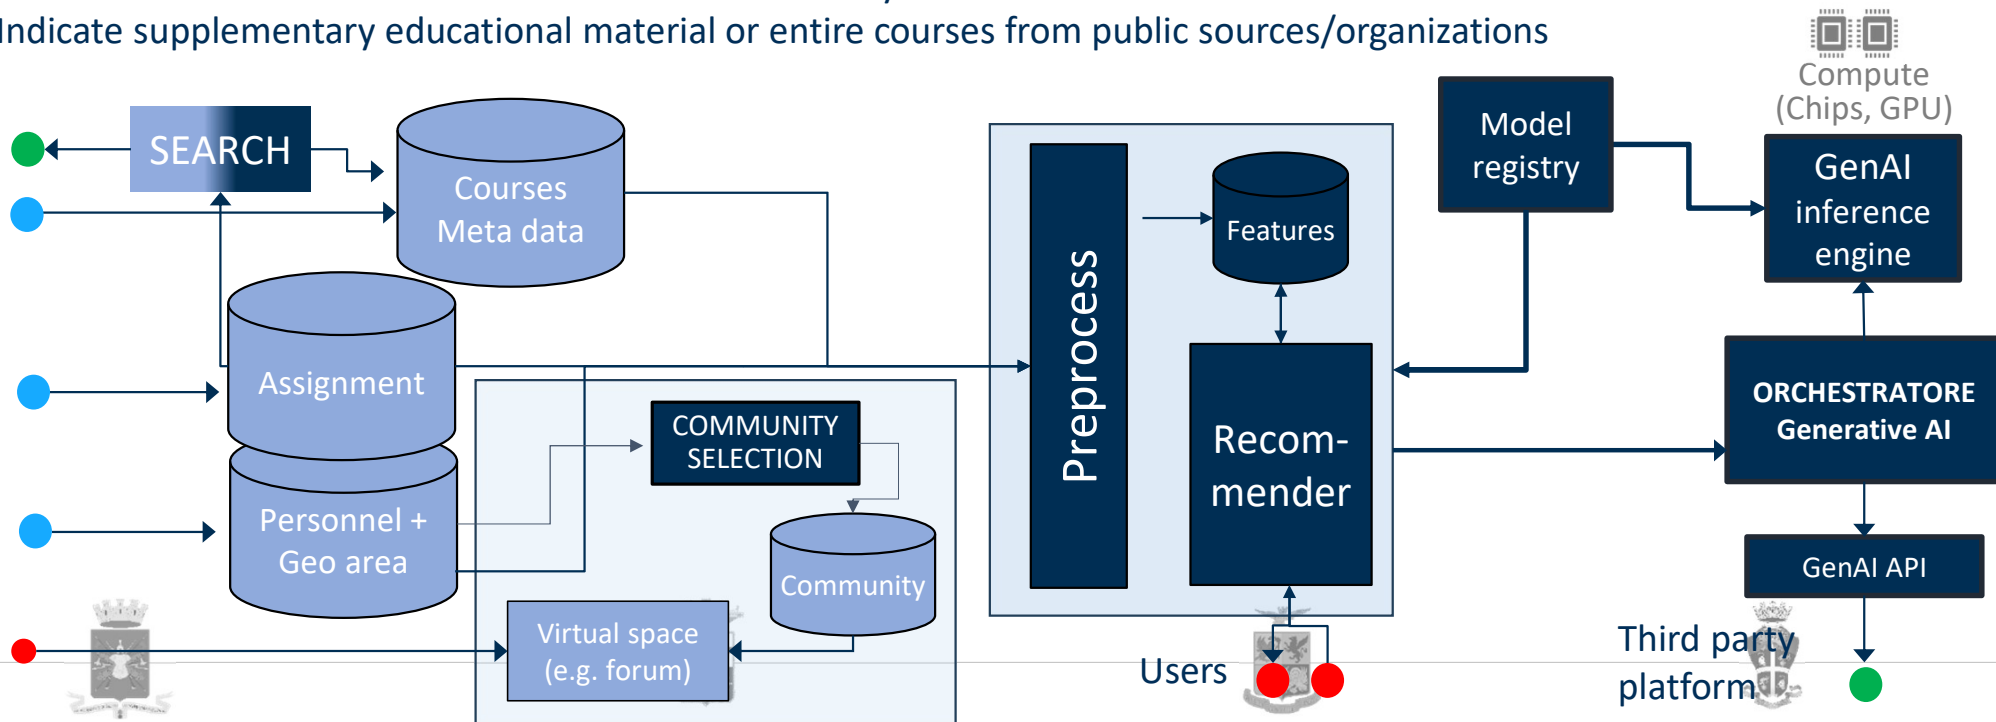 Indicate supplementary educational material or entire courses from public sources/organizations
Compute
(Chips, GPU)
SEARCH
Courses
Meta data
Model
registry
GenAI
inference
engine
Features
Preprocess
Assignment
COMMUNITY
SELECTION
Recom-
mender
ORCHESTRATORE
Generative AI
Personnel +
Geo area
Community
GenAI API
Virtual space
(e.g. forum)
Users
Third party
platform